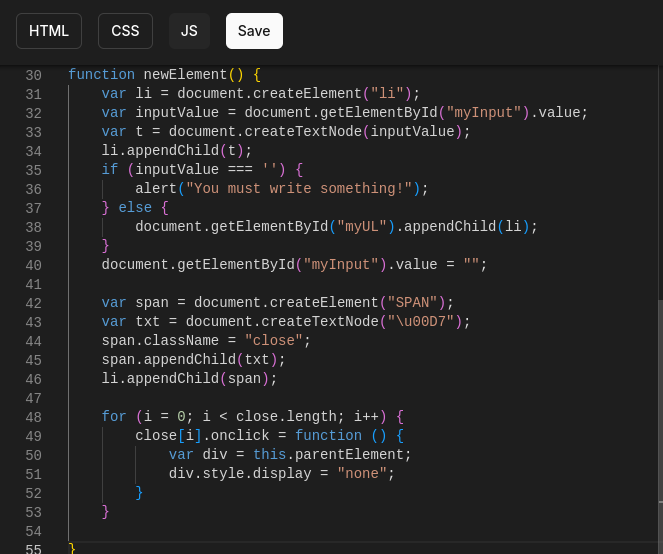 HTML CSS JS Save
30 function newElement() {
31     var li = document.createElement("li");
32     var inputValue = document.getElementById("myInput").value;
33     var t = document.createTextNode(inputValue);
34     li.appendChild(t);
35     if (inputValue === '') {
36         alert("You must write something!");
37     } else {
38         document.getElementById("myUL").appendChild(li);
39     }
40     document.getElementById("myInput").value = "";
41
42     var span = document.createElement("SPAN");
43     var txt = document.createTextNode("\u00D7");
44     span.className = "close";
45     span.appendChild(txt);
46     li.appendChild(span);
47
48     for (i = 0; i < close.length; i++) {
49         close[i].onclick = function () {
50             var div = this.parentElement;
51             div.style.display = "none";
52         }
53     }
54
55 }